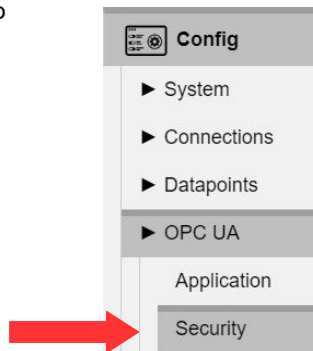 Config
► System
► Connections
► Datapoints
► OPC UA
Application
Security